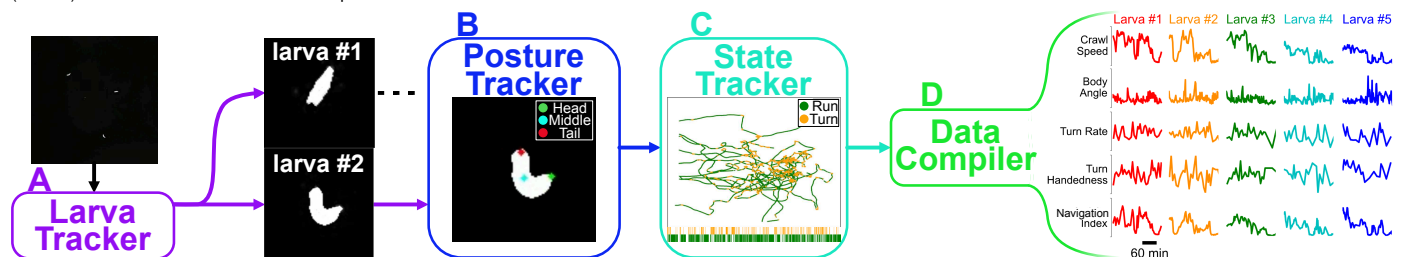 A
Larva
Tracker
larva #1
larva #2
B
Posture
Tracker
Head
Middle
Tail
C
State
Tracker
Run
Turn
D
Data
Compiler
Larva #1 Larva #2 Larva #3 Larva #4 Larva #5
Crawl
Speed
Body
Angle
Turn Rate
Turn
Handedness
Navigation
Index
60 min